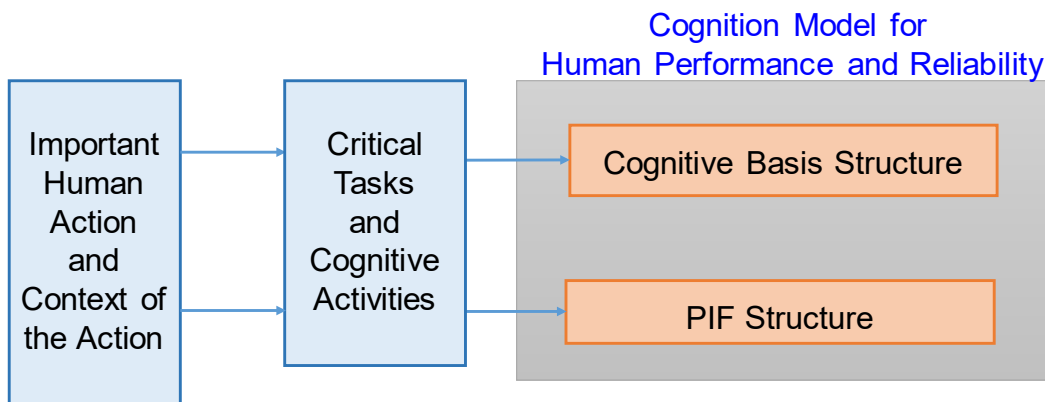 Cognition Model for
Human Performance and Reliability
Important
Human
Action
and
Context of
the Action
Critical
Tasks
and
Cognitive
Activities
Cognitive Basis Structure
PIF Structure